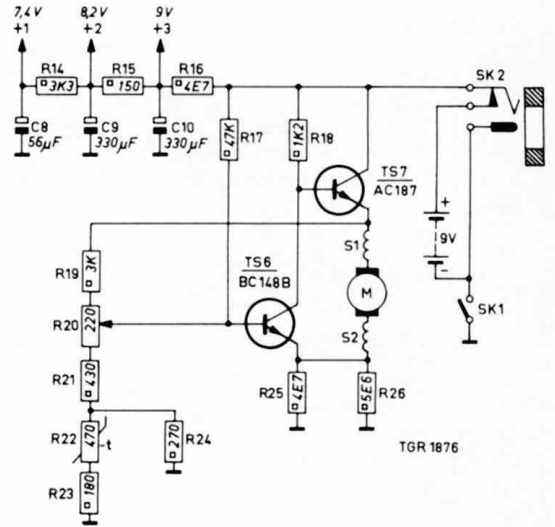 7,4V 8,2V 9V
+1 +2 +3
R14 R15 R16
3K3 150 4E7
SK2
C8 C9 C10
56µF 330µF 330µF
R17 R18
47K 1K2
TS7
AC187
R19 3K
S1
+
9V
-
TS6
BC148B
M
R20 220
S2
SK1
R21 430
R25 4E7
5E6 R26
R22 470
-t
270 R24
TGR 1876
R23 180